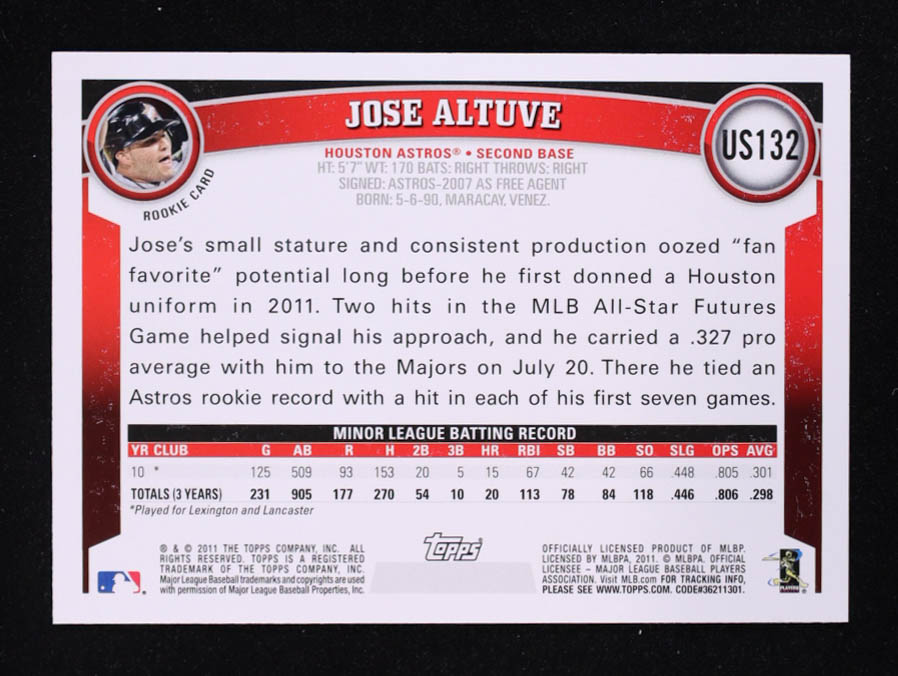 JOSE ALTUVE
US132
ROOKIE CARD
HOUSTON ASTROS® • SECOND BASE
HT: 5'7" WT: 170 BATS: RIGHT THROWS: RIGHT
SIGNED: ASTROS-2007 AS FREE AGENT
BORN: 5-6-90, MARACAY, VENEZ.
Jose's small stature and consistent production oozed "fan
favorite" potential long before he first donned a Houston
uniform in 2011. Two hits in the MLB All-Star Futures
Game helped signal his approach, and he carried a .327 pro
average with him to the Majors on July 20. There he tied an
Astros rookie record with a hit in each of his first seven games.
MINOR LEAGUE BATTING RECORD
YR CLUB G AB R H 2B 3B HR RBI SB BB SO SLG OPS AVG
10 * 125 509 93 153 20 5 15 67 42 42 66 .448 .805 .301
TOTALS (3 YEARS) 231 905 177 270 54 10 20 113 78 84 118 .446 .806 .298
*Played for Lexington and Lancaster
® & © 2011 THE TOPPS COMPANY, INC. ALL
RIGHTS RESERVED. TOPPS IS A REGISTERED
TRADEMARK OF THE TOPPS COMPANY, INC.
Major League Baseball trademarks and copyrights are used
with permission of Major League Baseball Properties, Inc.
Topps
OFFICIALLY LICENSED PRODUCT OF MLBP.
LICENSED BY MLBPA, 2011. © MLBPA. OFFICIAL
LICENSEE – MAJOR LEAGUE BASEBALL PLAYERS
ASSOCIATION. Visit MLB.com FOR TRACKING INFO,
PLEASE SEE WWW.TOPPS.COM. CODE#36211301.